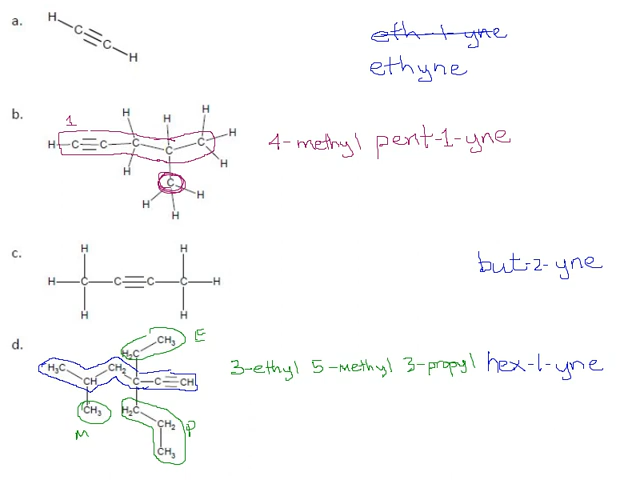 a.
H
C≡C
H
eth-1-yne
ethyne
b.
1
H H H
H C≡C C C C H
H H
C
H H
H
4-methyl pent-1-yne
c.
H H
H C C≡C C H
H H
but-2-yne
d.
CH₃ E
H₂C
H₃C CH₂
CH C C≡CH
3-ethyl 5-methyl 3-propyl hex-1-yne
CH₃ H₂C
M CH₂ P
CH₃